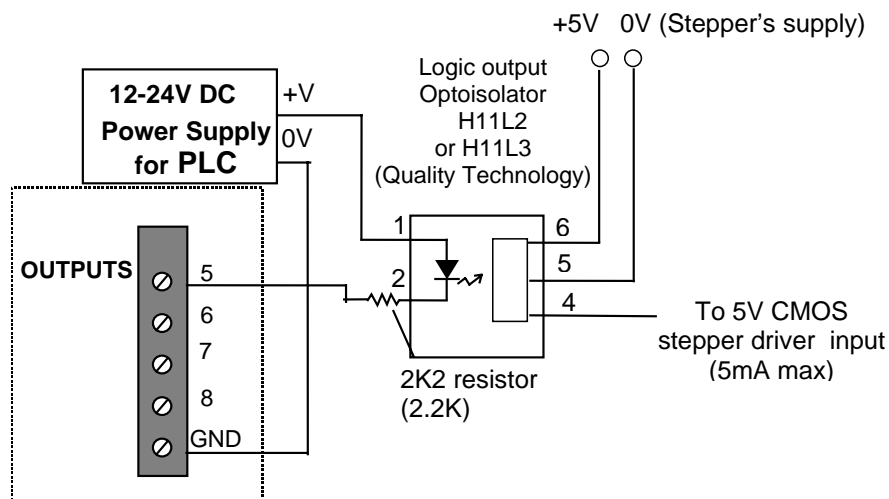 +5V 0V (Stepper's supply)
12-24V DC
Power Supply
for PLC
+V
0V
Logic output
Optoisolator
H11L2
or H11L3
(Quality Technology)
OUTPUTS
5
6
7
8
GND
1
2
6
5
4
To 5V CMOS
stepper driver input
(5mA max)
2K2 resistor
(2.2K)